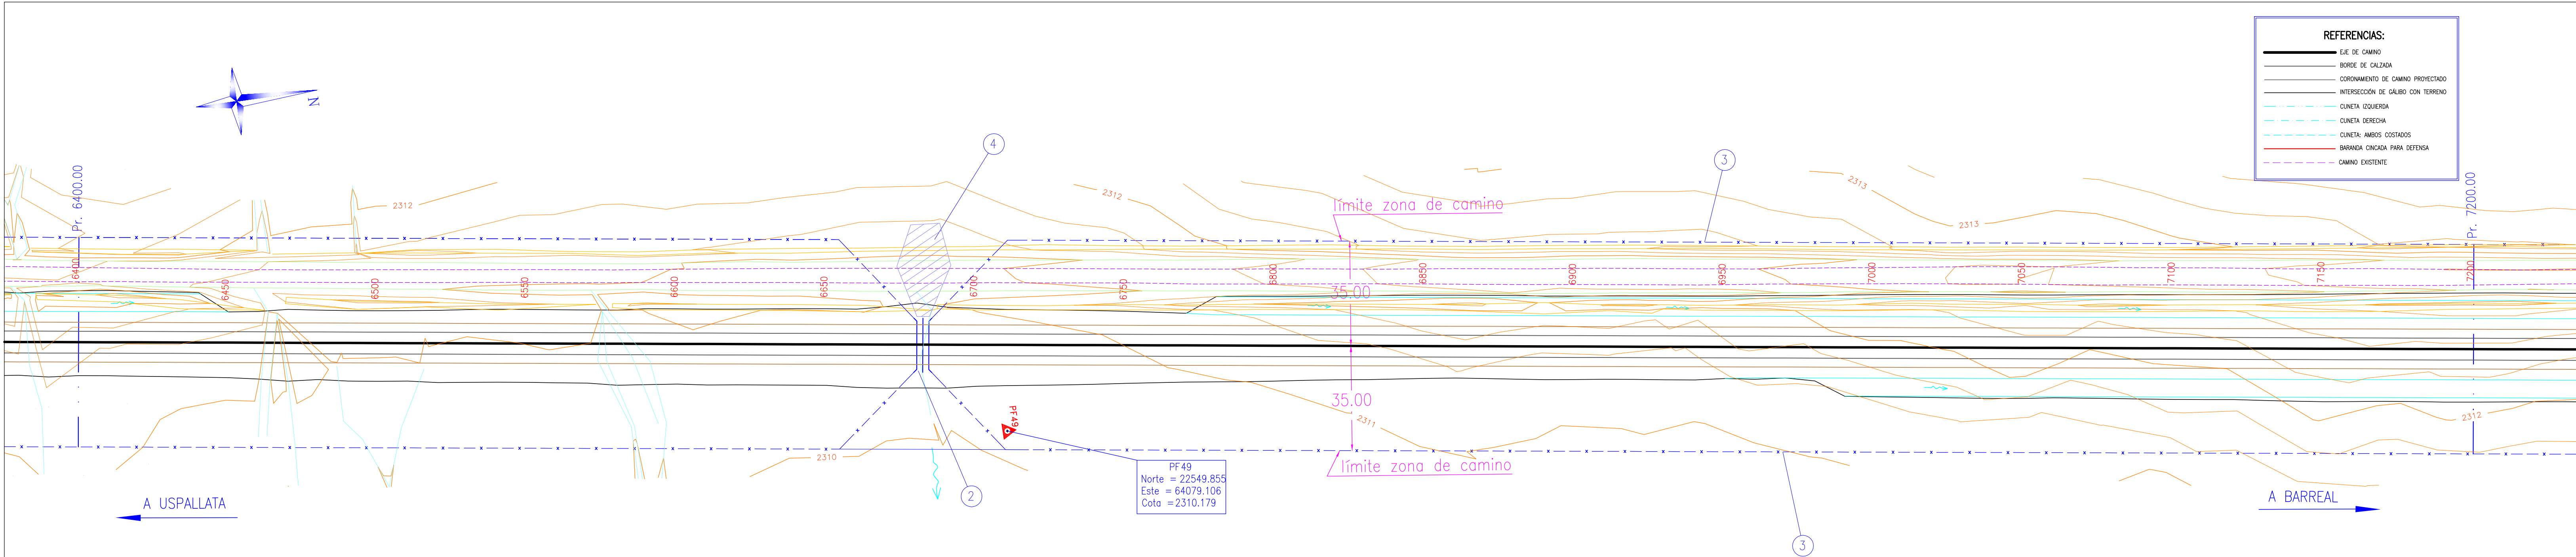 REFERENCIAS:
EJE DE CAMINO
BORDE DE CALZADA
CORONAMIENTO DE CAMINO PROYECTADO
INTERSECCIÓN DE GÁLIBO CON TERRENO
CUNETA IZQUIERDA
CUNETA DERECHA
CUNETA: AMBOS COSTADOS
BARANDA CINCADA PARA DEFENSA
CAMINO EXISTENTE
N
4
3
Pr. 6400.00
Pr. 7200.00
2312
2312
2313
2313
límite zona de camino
6400
6450
6500
6550
6600
6650
6700
6750
6800
6850
6900
6950
7000
7050
7100
7150
7200
35.00
35.00
PF49
2311
2312
2310
límite zona de camino
PF49
Norte = 22549.855
Este = 64079.106
Cota =2310.179
2
3
A USPALLATA
A BARREAL